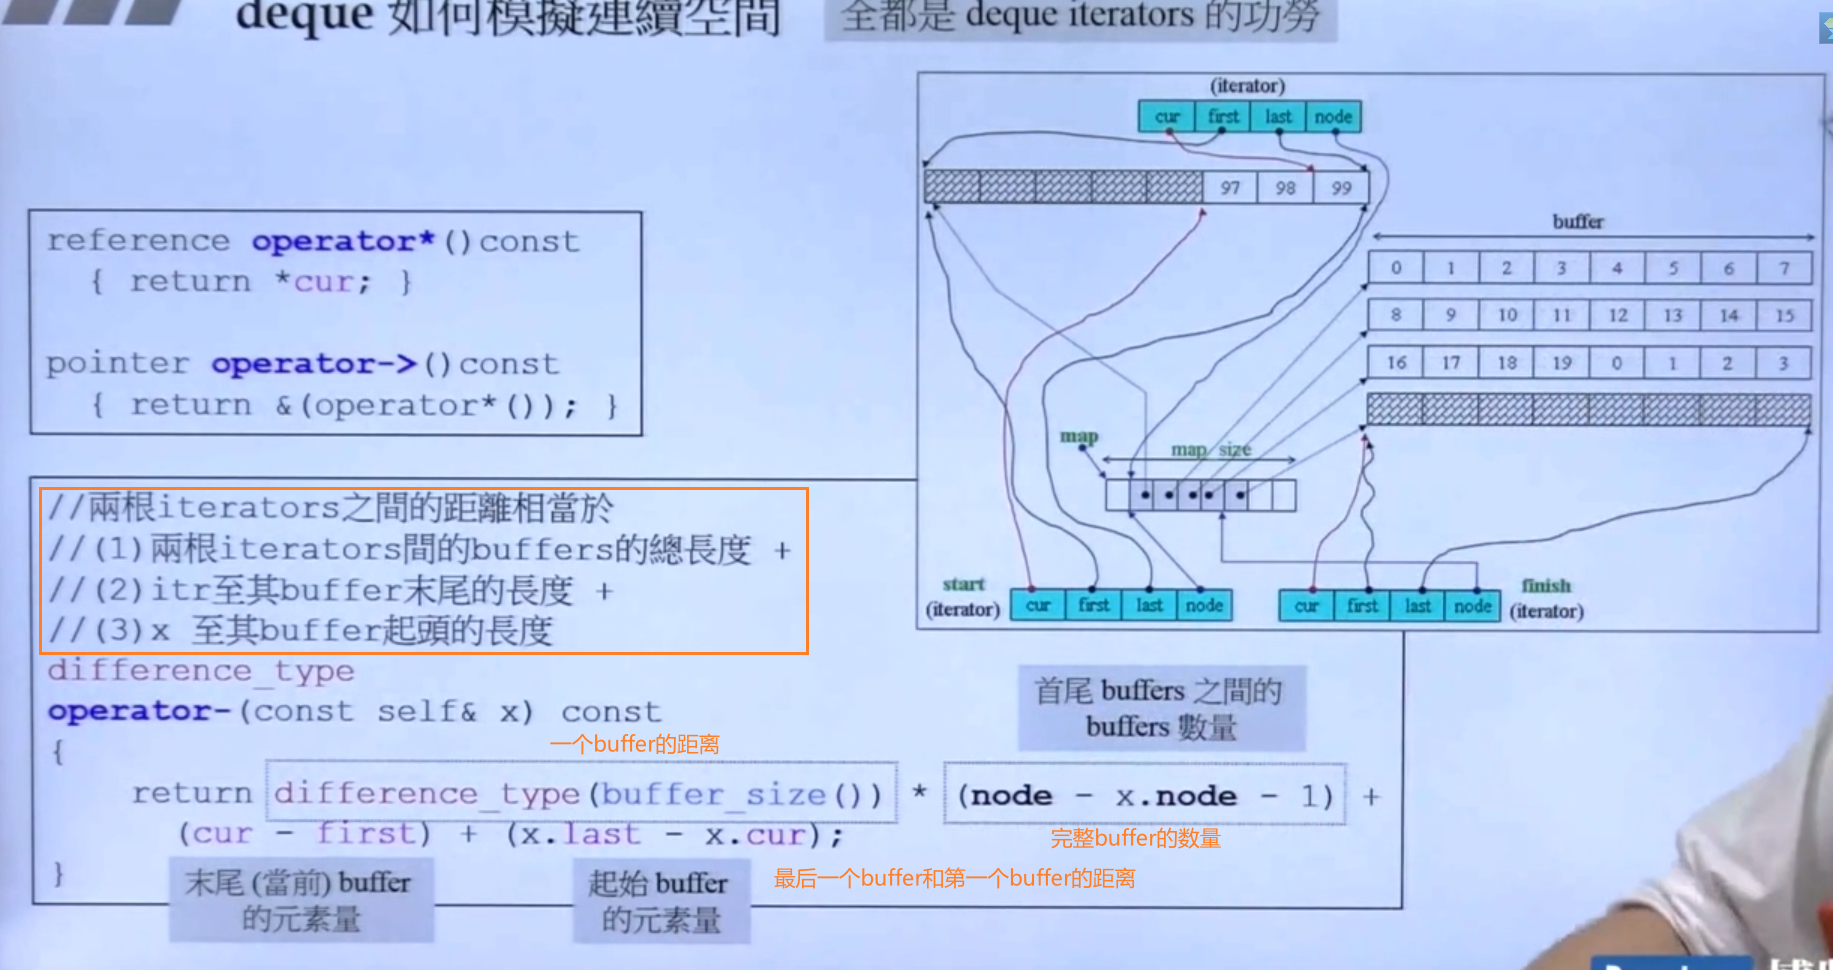 deque 如何模擬連續空間
全都是 deque iterators 的功勞
reference operator*()const
{ return *cur; }
pointer operator->()const
{ return &(operator*()); }
//兩根iterators之間的距離相當於
//(1)兩根iterators間的buffers的總長度 +
//(2)itr至其buffer末尾的長度 +
//(3)x 至其buffer起頭的長度
difference_type
operator-(const self& x) const
{
一个buffer的距离
return difference_type(buffer_size()) * (node - x.node - 1) +
(cur - first) + (x.last - x.cur);
}
首尾 buffers 之間的
buffers 數量
完整buffer的数量
最后一个buffer和第一个buffer的距离
末尾 (當前) buffer
的元素量
起始 buffer
的元素量
(iterator)
cur first last node
97 98 99
buffer
0 1 2 3 4 5 6 7
8 9 10 11 12 13 14 15
16 17 18 19 0 1 2 3
map
map_size
start
(iterator)
cur first last node
cur first last node
finish
(iterator)